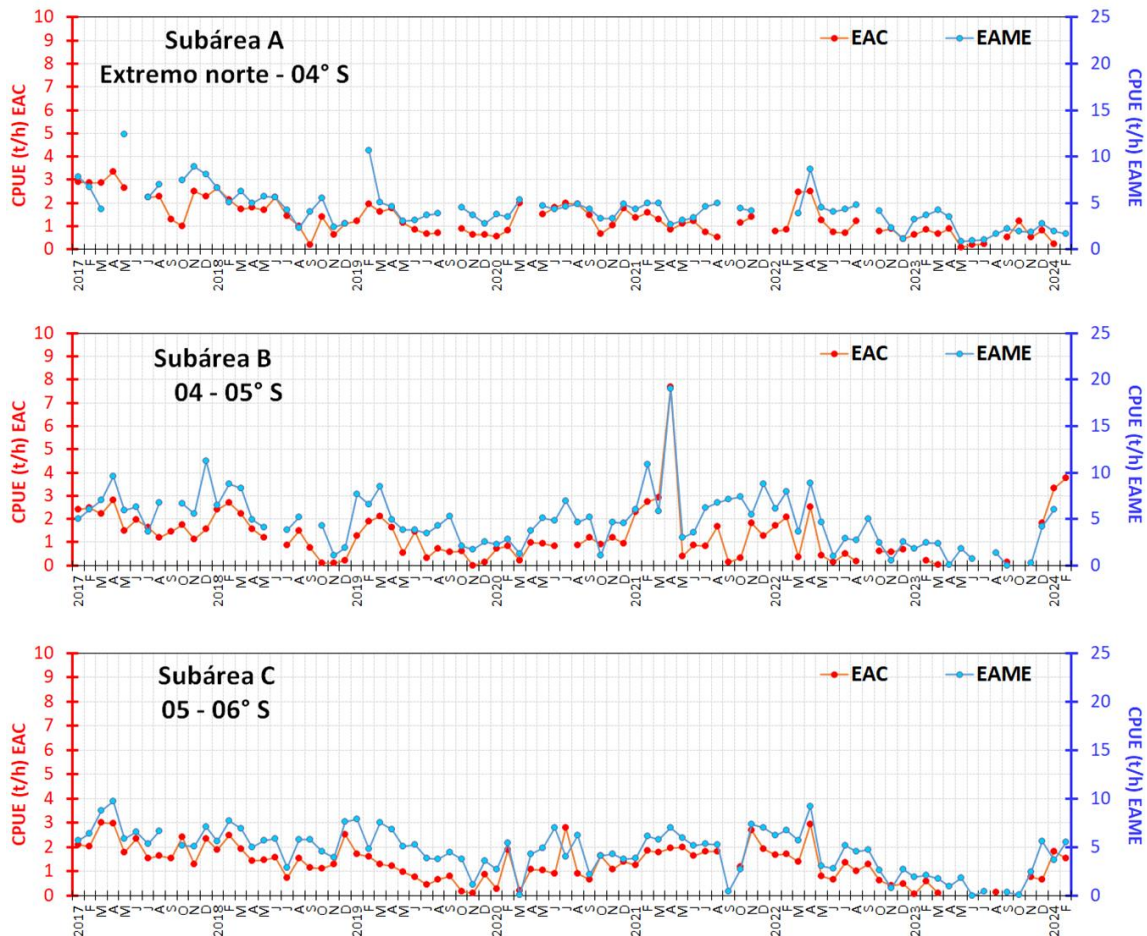 Subárea A
Extremo norte - 04° S
EAC
EAME
CPUE (t/h) EAC
10
9
8
7
6
5
4
3
2
1
0
25
20
15
10
5
0
CPUE (t/h) EAME
2017 F M A M J J A S O N D 2018 F M A M J J A S O N D 2019 F M A M J J A S O N D 2020 F M A M J J A S O N D 2021 F M A M J J A S O N D 2022 F M A M J J A S O N D 2023 F M A M J J A S O N D 2024 F
Subárea B
04 - 05° S
EAC
EAME
CPUE (t/h) EAC
10
9
8
7
6
5
4
3
2
1
0
25
20
15
10
5
0
CPUE (t/h) EAME
2017 F M A M J J A S O N D 2018 F M A M J J A S O N D 2019 F M A M J J A S O N D 2020 F M A M J J A S O N D 2021 F M A M J J A S O N D 2022 F M A M J J A S O N D 2023 F M A M J J A S O N D 2024 F
Subárea C
05 - 06° S
EAC
EAME
CPUE (t/h) EAC
10
9
8
7
6
5
4
3
2
1
0
25
20
15
10
5
0
CPUE (t/h) EAME
2017 F M A M J J A S O N D 2018 F M A M J J A S O N D 2019 F M A M J J A S O N D 2020 F M A M J J A S O N D 2021 F M A M J J A S O N D 2022 F M A M J J A S O N D 2023 F M A M J J A S O N D 2024 F